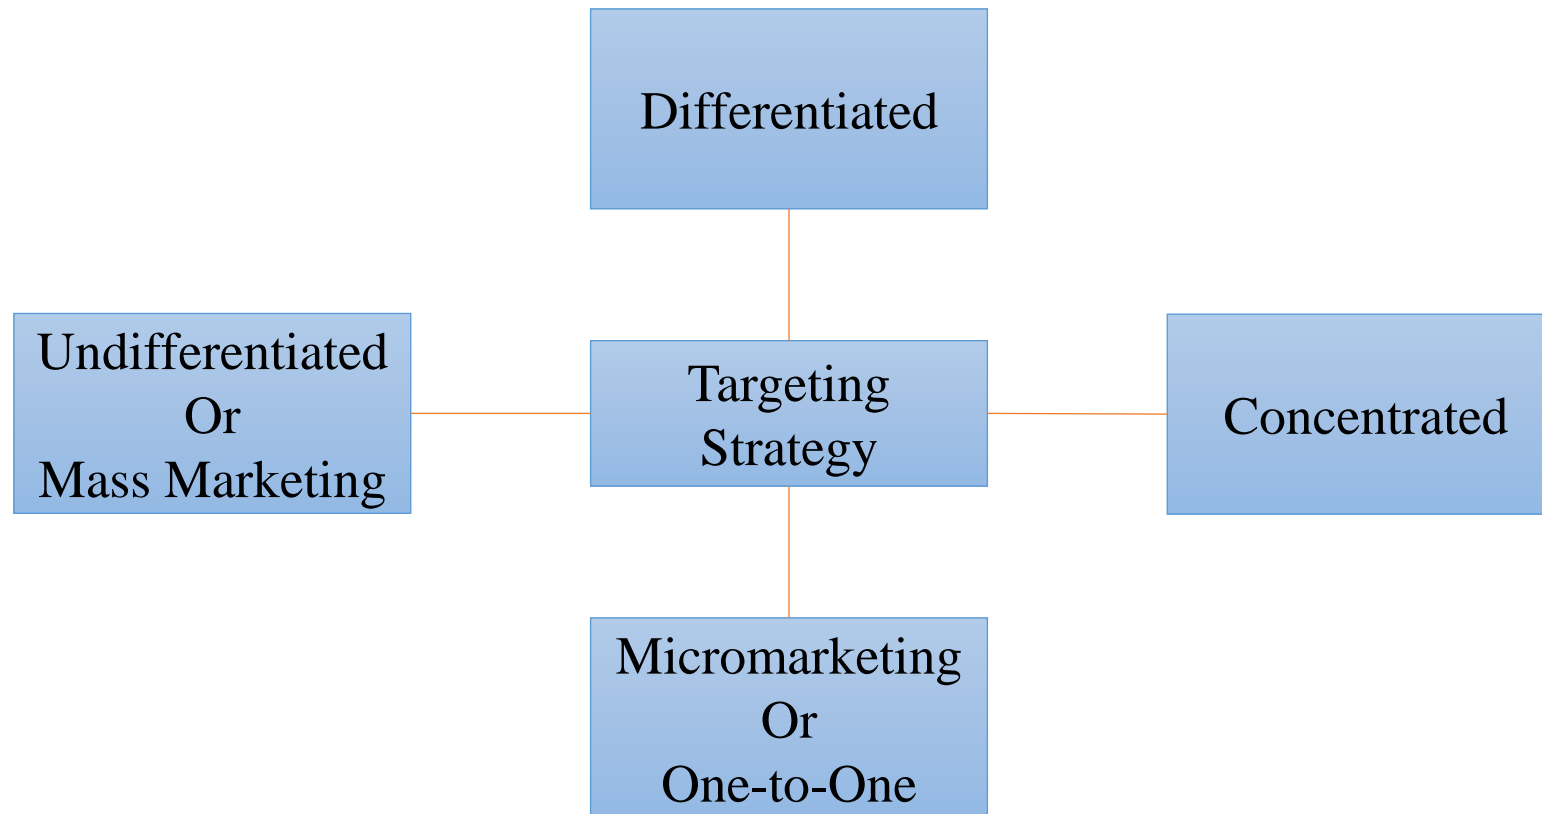 Differentiated
Undifferentiated
Or
Mass Marketing
Targeting
Strategy
Concentrated
Micromarketing
Or
One-to-One